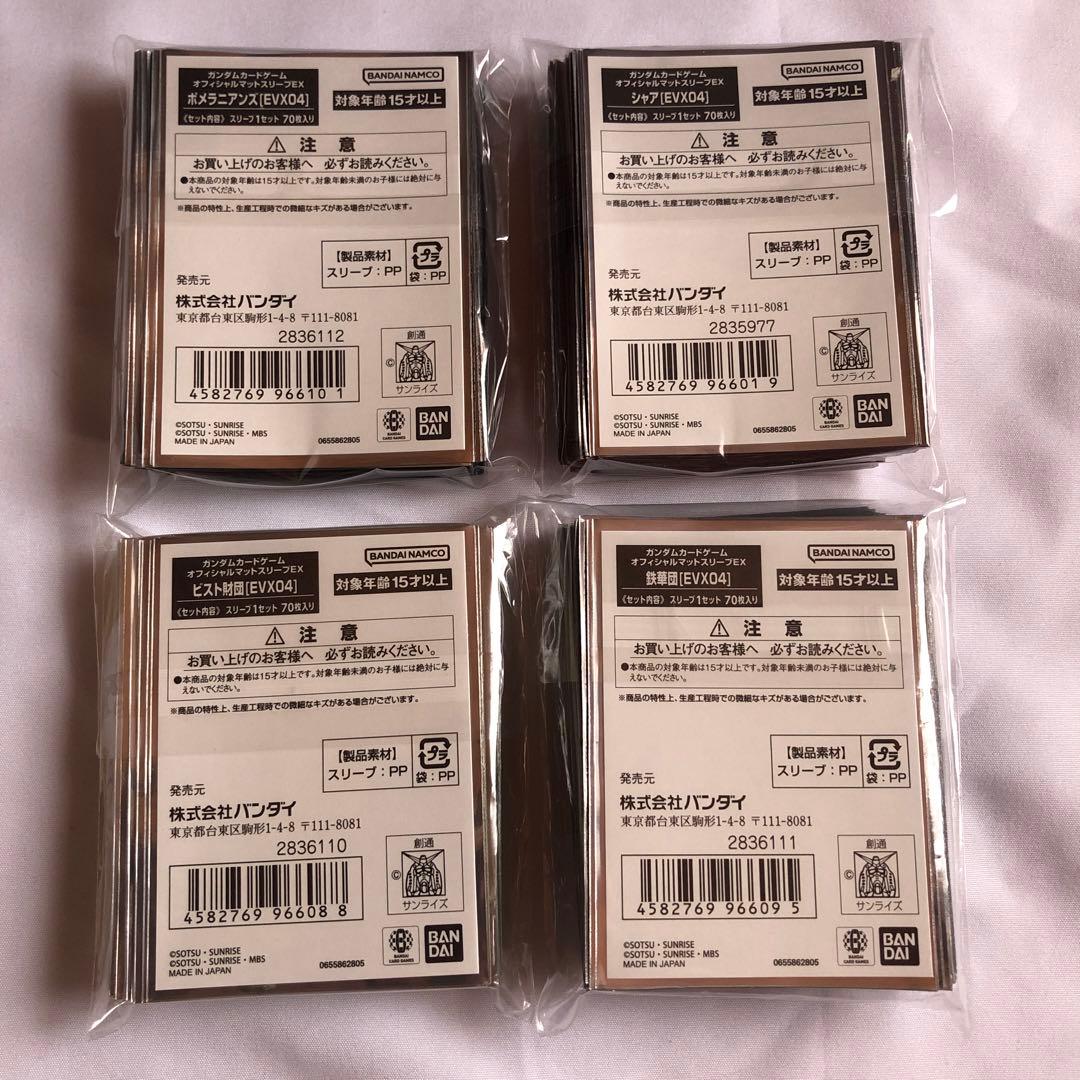 ガンダムカードゲーム
オフィシャルマットスリーブEX
ポメラニアンズ[EVX04]
《セット内容》 スリーブ1セット 70枚入り
BANDAI NAMCO
対象年齢15才以上
⚠ 注 意
お買い上げのお客様へ 必ずお読みください。
●本商品の対象年齢は15才以上です。対象年齢未満のお子様には絶対に与
えないでください。
※商品の特性上、生産工程時での微細なキズがある場合がございます。
【製品素材】
スリーブ：PP
プラ
袋：PP
発売元
株式会社バンダイ
東京都台東区駒形1-4-8 〒111-8081
2836112
4582769 96610 1
創通
©
サンライズ
©SOTSU・SUNRISE
©SOTSU・SUNRISE・MBS
MADE IN JAPAN
0655862805
BANDAI
CARD GAMES
BAN
DAI
ガンダムカードゲーム
オフィシャルマットスリーブEX
シャア[EVX04]
《セット内容》 スリーブ1セット 70枚入り
BANDAI NAMCO
対象年齢15才以上
⚠ 注 意
お買い上げのお客様へ 必ずお読みください。
●本商品の対象年齢は15才以上です。対象年齢未満のお子様には絶対に与
えないでください。
※商品の特性上、生産工程時での微細なキズがある場合がございます。
【製品素材】
スリーブ：PP
プラ
袋：PP
発売元
株式会社バンダイ
東京都台東区駒形1-4-8 〒111-8081
2835977
4582769 96601 9
創通
©
サンライズ
©SOTSU・SUNRISE
©SOTSU・SUNRISE・MBS
MADE IN JAPAN
0655862805
BANDAI
CARD GAMES
BAN
DAI
ガンダムカードゲーム
オフィシャルマットスリーブEX
ビスト財団[EVX04]
《セット内容》 スリーブ1セット 70枚入り
BANDAI NAMCO
対象年齢15才以上
⚠ 注 意
お買い上げのお客様へ 必ずお読みください。
●本商品の対象年齢は15才以上です。対象年齢未満のお子様には絶対に与
えないでください。
※商品の特性上、生産工程時での微細なキズがある場合がございます。
【製品素材】
スリーブ：PP
プラ
袋：PP
発売元
株式会社バンダイ
東京都台東区駒形1-4-8 〒111-8081
2836110
4582769 96608 8
創通
©
サンライズ
©SOTSU・SUNRISE
©SOTSU・SUNRISE・MBS
MADE IN JAPAN
0655862805
BANDAI
CARD GAMES
BAN
DAI
ガンダムカードゲーム
オフィシャルマットスリーブEX
鉄華団[EVX04]
《セット内容》 スリーブ1セット 70枚入り
BANDAI NAMCO
対象年齢15才以上
⚠ 注 意
お買い上げのお客様へ 必ずお読みください。
●本商品の対象年齢は15才以上です。対象年齢未満のお子様には絶対に与
えないでください。
※商品の特性上、生産工程時での微細なキズがある場合がございます。
【製品素材】
スリーブ：PP
プラ
袋：PP
発売元
株式会社バンダイ
東京都台東区駒形1-4-8 〒111-8081
2836111
4582769 96609 5
創通
©
サンライズ
©SOTSU・SUNRISE
©SOTSU・SUNRISE・MBS
MADE IN JAPAN
0655862805
BANDAI
CARD GAMES
BAN
DAI